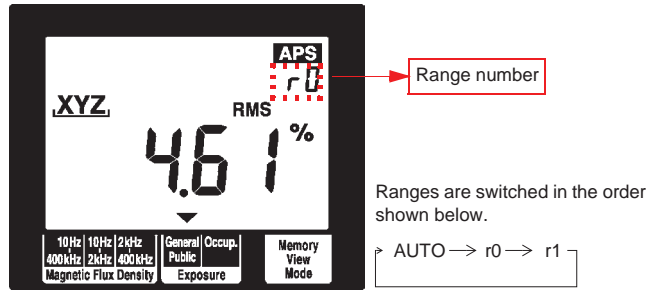 APS
r0
Range number
XYZ
RMS
4.61 %
Ranges are switched in the order
shown below.
AUTO → r0 → r1
10Hz 10Hz 2kHz
400kHz 2kHz 400kHz
Magnetic Flux Density
General Occup.
Public
Exposure
Memory
View
Mode